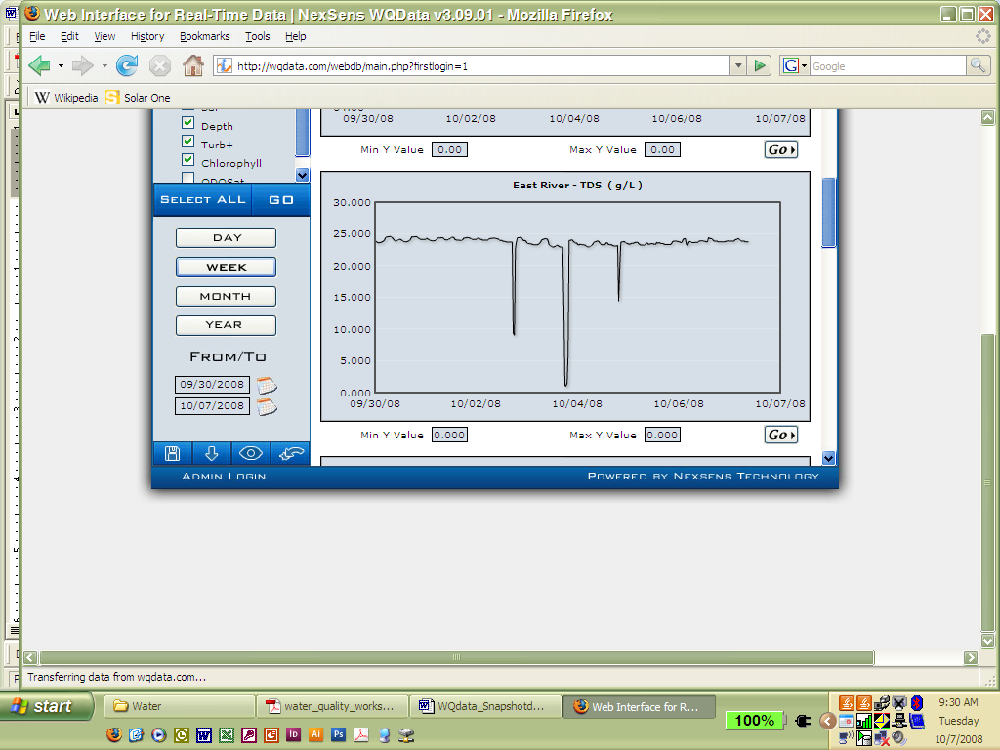 Web Interface for Real-Time Data | NexSens WQData v3.09.01 - Mozilla Firefox
File Edit View History Bookmarks Tools Help
http://wqdata.com/webdb/main.php?firstlogin=1
G Google
W Wikipedia S Solar One
09/30/08 10/02/08 10/04/08 10/06/08 10/07/08
Depth
Turb+
Chlorophyll
ODOSat
Min Y Value 0.00 Max Y Value 0.00 Go
Select All GO
East River - TDS ( g/L )
30.000
25.000
20.000
15.000
10.000
5.000
0.000
09/30/08 10/02/08 10/04/08 10/06/08 10/07/08
DAY
WEEK
MONTH
YEAR
From/To
09/30/2008
10/07/2008
Min Y Value 0.000 Max Y Value 0.000 Go
Admin Login Powered by NexSens Technology
Transferring data from wqdata.com...
start Water water_quality_works... WQdata_Snapshotd... Web Interface for R...
100%
9:30 AM
Tuesday
10/7/2008
W Id Ai Ps